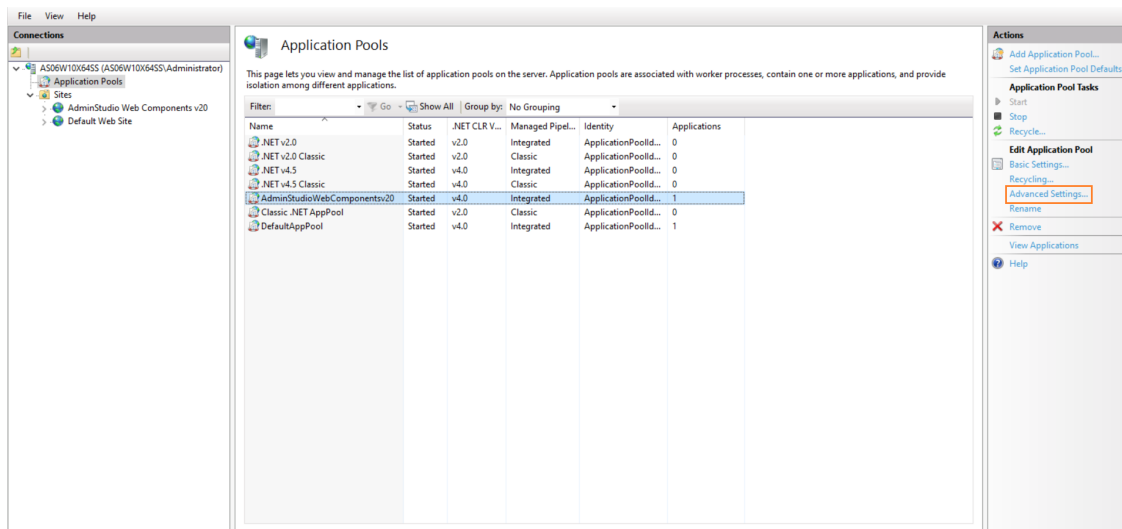 File View Help
Connections
AS06W10X64SS (AS06W10X64SS\Administrator)
Application Pools
Sites
AdminStudio Web Components v20
Default Web Site
Application Pools
This page lets you view and manage the list of application pools on the server. Application pools are associated with worker processes, contain one or more applications, and provide
isolation among different applications.
Filter: Go Show All Group by: No Grouping
Name Status .NET CLR V... Managed Pipel... Identity Applications
.NET v2.0 Started v2.0 Integrated ApplicationPoolId... 0
.NET v2.0 Classic Started v2.0 Classic ApplicationPoolId... 0
.NET v4.5 Started v4.0 Integrated ApplicationPoolId... 0
.NET v4.5 Classic Started v4.0 Classic ApplicationPoolId... 0
AdminStudioWebComponentsv20 Started v4.0 Integrated ApplicationPoolId... 1
Classic .NET AppPool Started v2.0 Classic ApplicationPoolId... 0
DefaultAppPool Started v4.0 Integrated ApplicationPoolId... 1
Actions
Add Application Pool...
Set Application Pool Defaults
Application Pool Tasks
Start
Stop
Recycle...
Edit Application Pool
Basic Settings...
Recycling...
Advanced Settings...
Rename
Remove
View Applications
Help